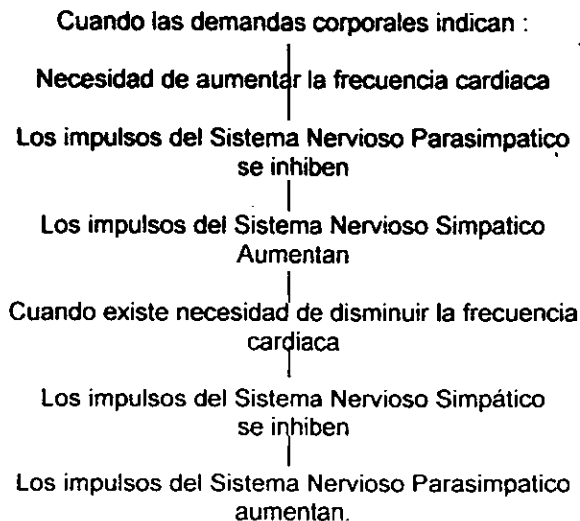 Cuando las demandas corporales indican :
Necesidad de aumentar la frecuencia cardiaca
Los impulsos del Sistema Nervioso Parasimpatico
se inhiben
Los impulsos del Sistema Nervioso Simpatico
Aumentan
Cuando existe necesidad de disminuir la frecuencia
cardiaca
Los impulsos del Sistema Nervioso Simpático
se inhiben
Los impulsos del Sistema Nervioso Parasimpatico
aumentan.